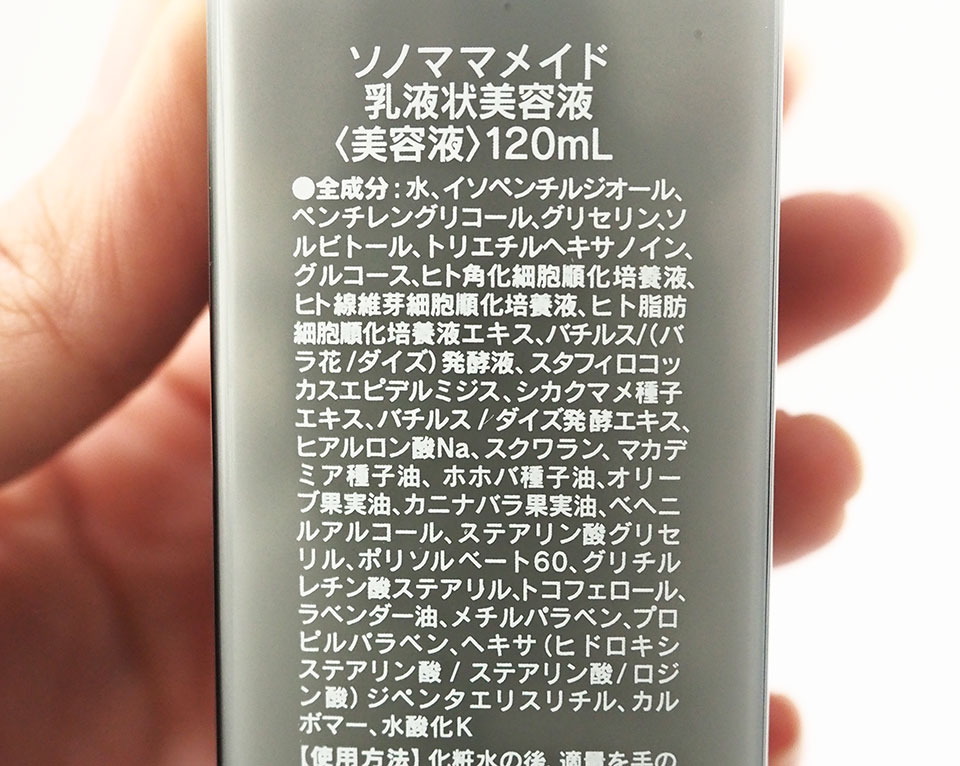 ソノママメイド
乳液状美容液
〈美容液〉120mL
●全成分：水、イソペンチルジオール、
ペンチレングリコール、グリセリン、ソ
ルビトール、トリエチルヘキサノイン、
グルコース、ヒト角化細胞順化培養液、
ヒト線維芽細胞順化培養液、ヒト脂肪
細胞順化培養液エキス、バチルス/（バ
ラ花/ダイズ）発酵液、スタフィロコッ
カスエピデルミジス、シカクマメ種子
エキス、バチルス/ダイズ発酵エキス、
ヒアルロン酸Na、スクワラン、マカデ
ミア種子油、ホホバ種子油、オリー
ブ果実油、カニナバラ果実油、ベヘニ
ルアルコール、ステアリン酸グリセ
リル、ポリソルベート60、グリチル
レチン酸ステアリル、トコフェロール、
ラベンダー油、メチルパラベン、プロ
ピルパラベン、ヘキサ（ヒドロキシ
ステアリン酸/ステアリン酸/ロジ
ン酸）ジペンタエリスリチル、カル
ボマー、水酸化K
【使用方法】化粧水の後、適量を手の